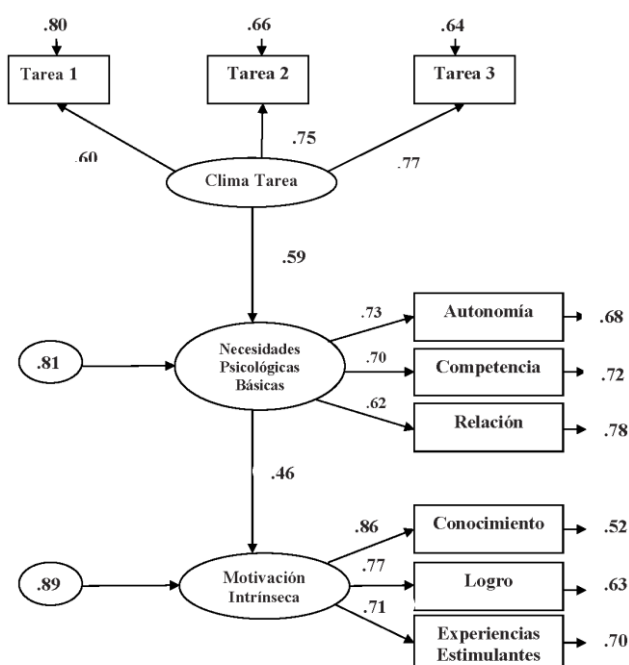 .80 .66 .64
Tarea 1 Tarea 2 Tarea 3
.60 .75 .77
Clima Tarea
.59
.73 Autonomía .68
.81
Necesidades
Psicológicas
Básicas
.70 Competencia .72
.62 Relación .78
.46
.86 Conocimiento .52
.89
Motivación
Intrínseca
.77 Logro .63
.71 Experiencias
Estimulantes .70